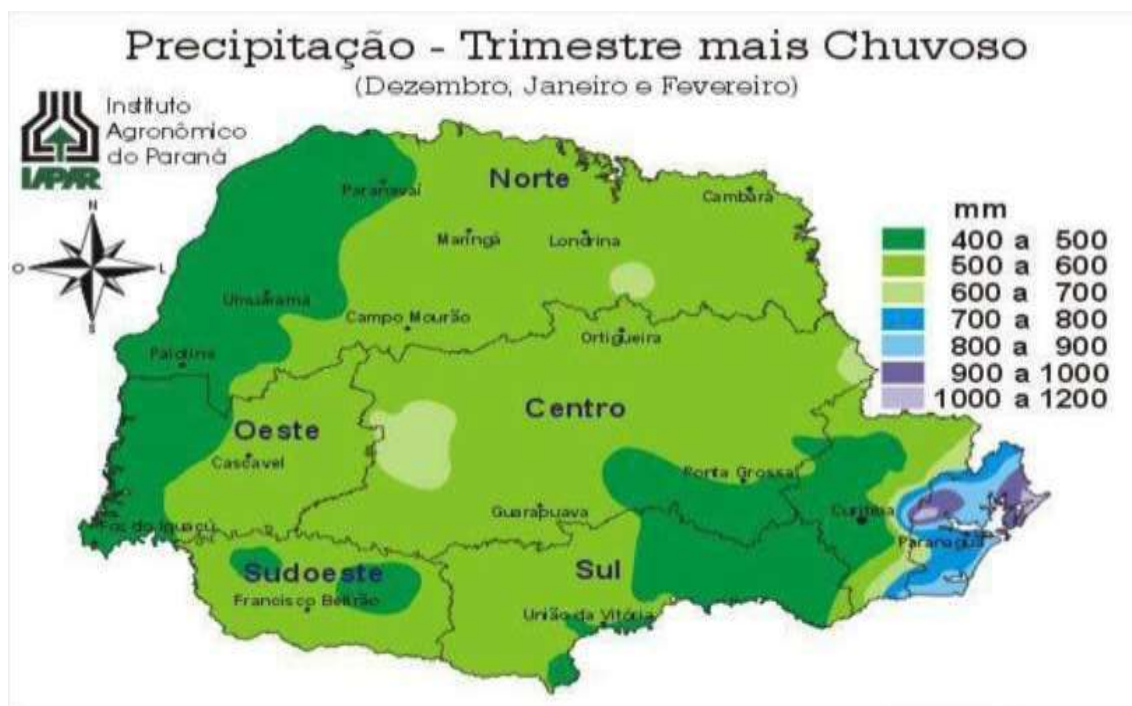 Precipitação - Trimestre mais Chuvoso
(Dezembro, Janeiro e Fevereiro)
Instituto
Agronômico
do Paraná
IAPAR
N
O
L
S
Norte
Paranavaí
Cambará
Maringá
Londrina
Umuarama
Campo Mourão
Ortigueira
Palotina
Centro
Oeste
Cascavel
Ponta Grossa
Guarapuava
Curitiba
Foz do Iguaçú
Paranaguá
Sudoeste
Sul
Francisco Beltrão
União da Vitória
mm
400 a 500
500 a 600
600 a 700
700 a 800
800 a 900
900 a 1000
1000 a 1200